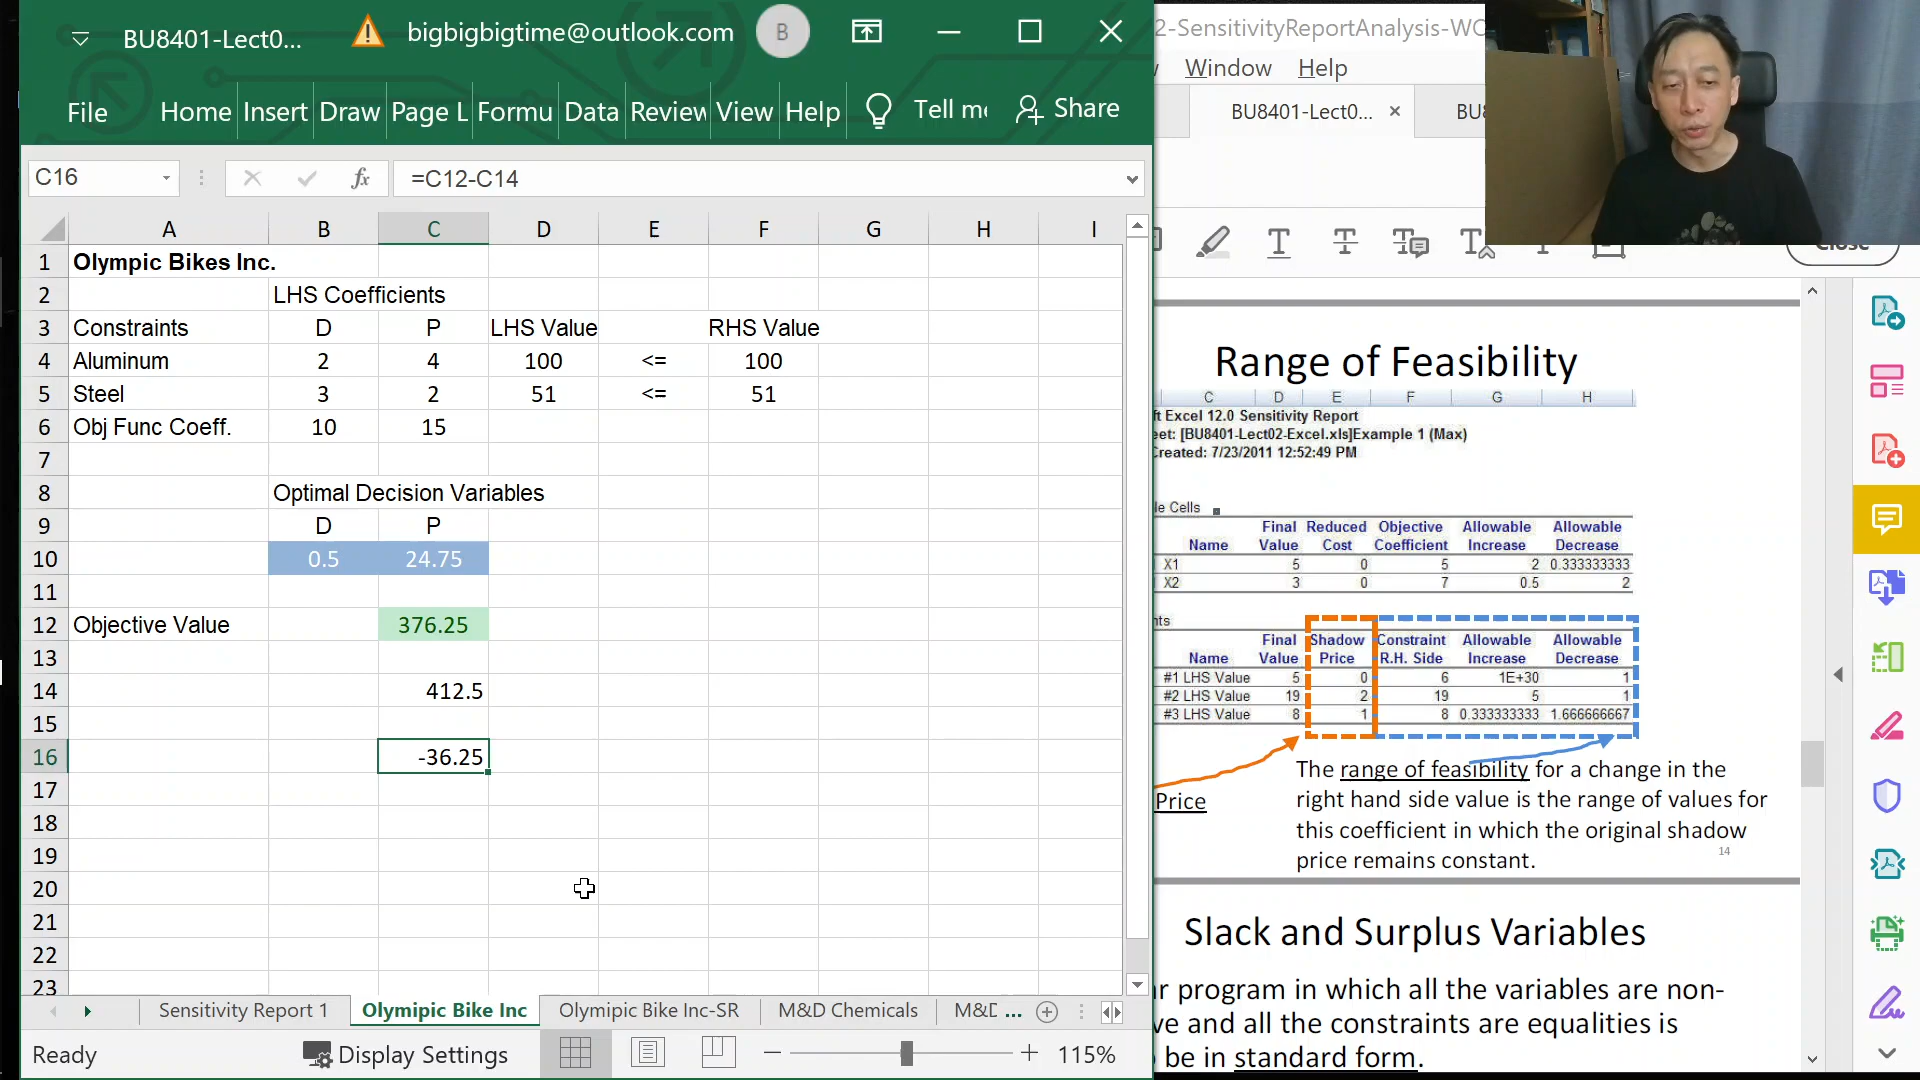 BU8401-Lect0...
bigbigbigtime@outlook.com
B
File Home Insert Draw Page L Formu Data Review View Help Tell me Share
C16
fx
=C12-C14
A B C D E F G H I
1 Olympic Bikes Inc.
2 LHS Coefficients
3 Constraints D P LHS Value RHS Value
4 Aluminum 2 4 100 <= 100
5 Steel 3 2 51 <= 51
6 Obj Func Coeff. 10 15
7
8 Optimal Decision Variables
9 D P
10 0.5 24.75
11
12 Objective Value 376.25
13
14 412.5
15
16 -36.25
17
18
19
20
21
22
23
Sensitivity Report 1 Olymipic Bike Inc Olymipic Bike Inc-SR M&D Chemicals M&D ...
Ready Display Settings 115%
2-SensitivityReportAnalysis-WC
Window Help
BU8401-Lect0... × BU8
Close
Range of Feasibility
C D E F G H
ft Excel 12.0 Sensitivity Report
eet: [BU8401-Lect02-Excel.xls]Example 1 (Max)
Created: 7/23/2011 12:52:49 PM
le Cells
Final Reduced Objective Allowable Allowable
Name Value Cost Coefficient Increase Decrease
X1 5 0 5 2 0.333333333
X2 3 0 7 0.5 2
nts
Final Shadow Constraint Allowable Allowable
Name Value Price R.H. Side Increase Decrease
#1 LHS Value 5 0 6 1E+30 1
#2 LHS Value 19 2 19 5 1
#3 LHS Value 8 1 8 0.333333333 1.666666667
Price
The range of feasibility for a change in the
right hand side value is the range of values for
this coefficient in which the original shadow
price remains constant.
14
Slack and Surplus Variables
r program in which all the variables are non-
ve and all the constraints are equalities is
be in standard form.